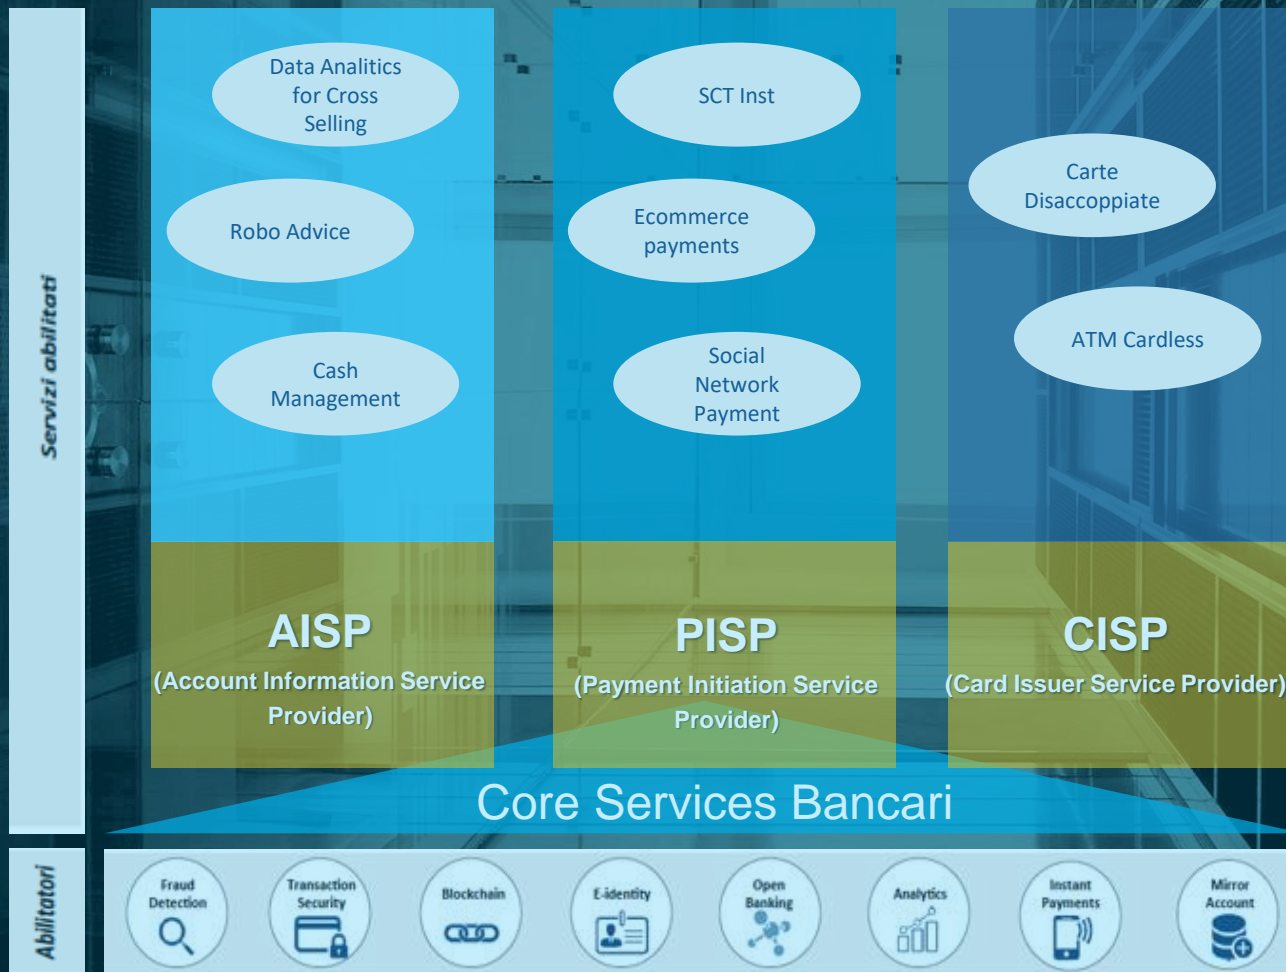 Servizi abilitati
Data Analitics
for Cross
Selling
Robo Advice
Cash
Management
AISP
(Account Information Service
Provider)
SCT Inst
Ecommerce
payments
Social
Network
Payment
PISP
(Payment Initiation Service
Provider)
Carte
Disaccoppiate
ATM Cardless
CISP
(Card Issuer Service Provider)
Core Services Bancari
Abilitatori
Fraud
Detection
Transaction
Security
Blockchain
E-identity
Open
Banking
Analytics
Instant
Payments
Mirror
Account